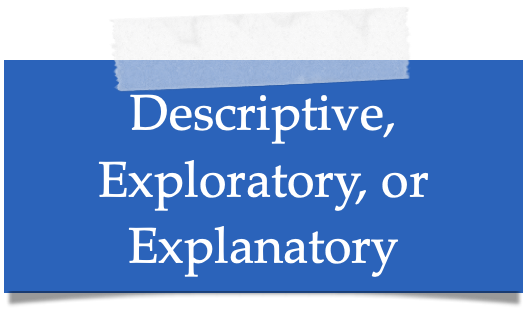 Descriptive,
Exploratory, or
Explanatory